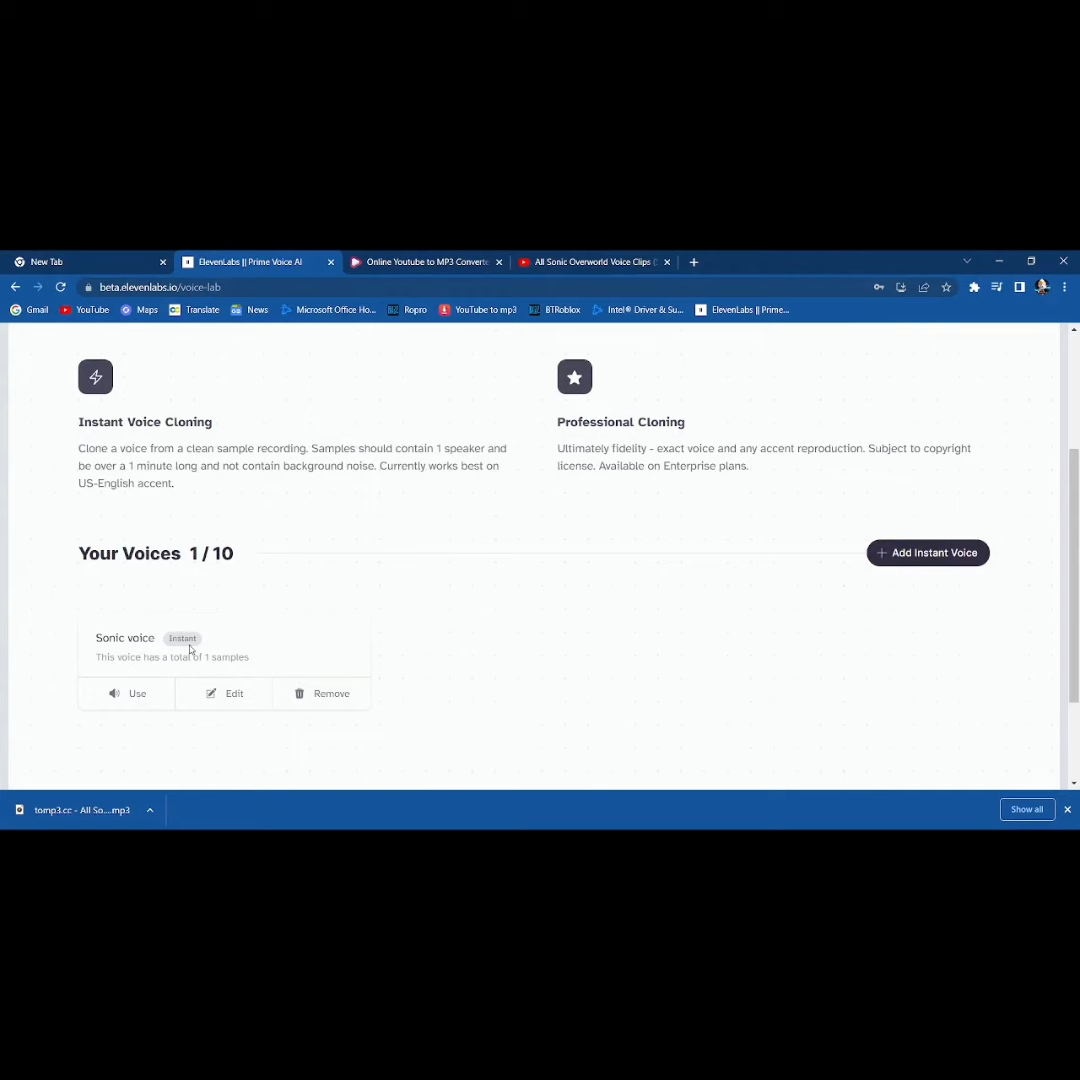 New Tab
ElevenLabs || Prime Voice AI
Online Youtube to MP3 Converte
All Sonic Overworld Voice Clips (
beta.elevenlabs.io/voice-lab
Gmail
YouTube
Maps
Translate
News
Microsoft Office Ho...
Ropro
YouTube to mp3
BTRoblox
Intel® Driver & Su...
ElevenLabs || Prime...
Instant Voice Cloning
Clone a voice from a clean sample recording. Samples should contain 1 speaker and
be over a 1 minute long and not contain background noise. Currently works best on
US-English accent.
Professional Cloning
Ultimately fidelity - exact voice and any accent reproduction. Subject to copyright
license. Available on Enterprise plans.
Your Voices 1 / 10
+ Add Instant Voice
Sonic voice Instant
This voice has a total of 1 samples
Use
Edit
Remove
tomp3.cc - All So....mp3
Show all